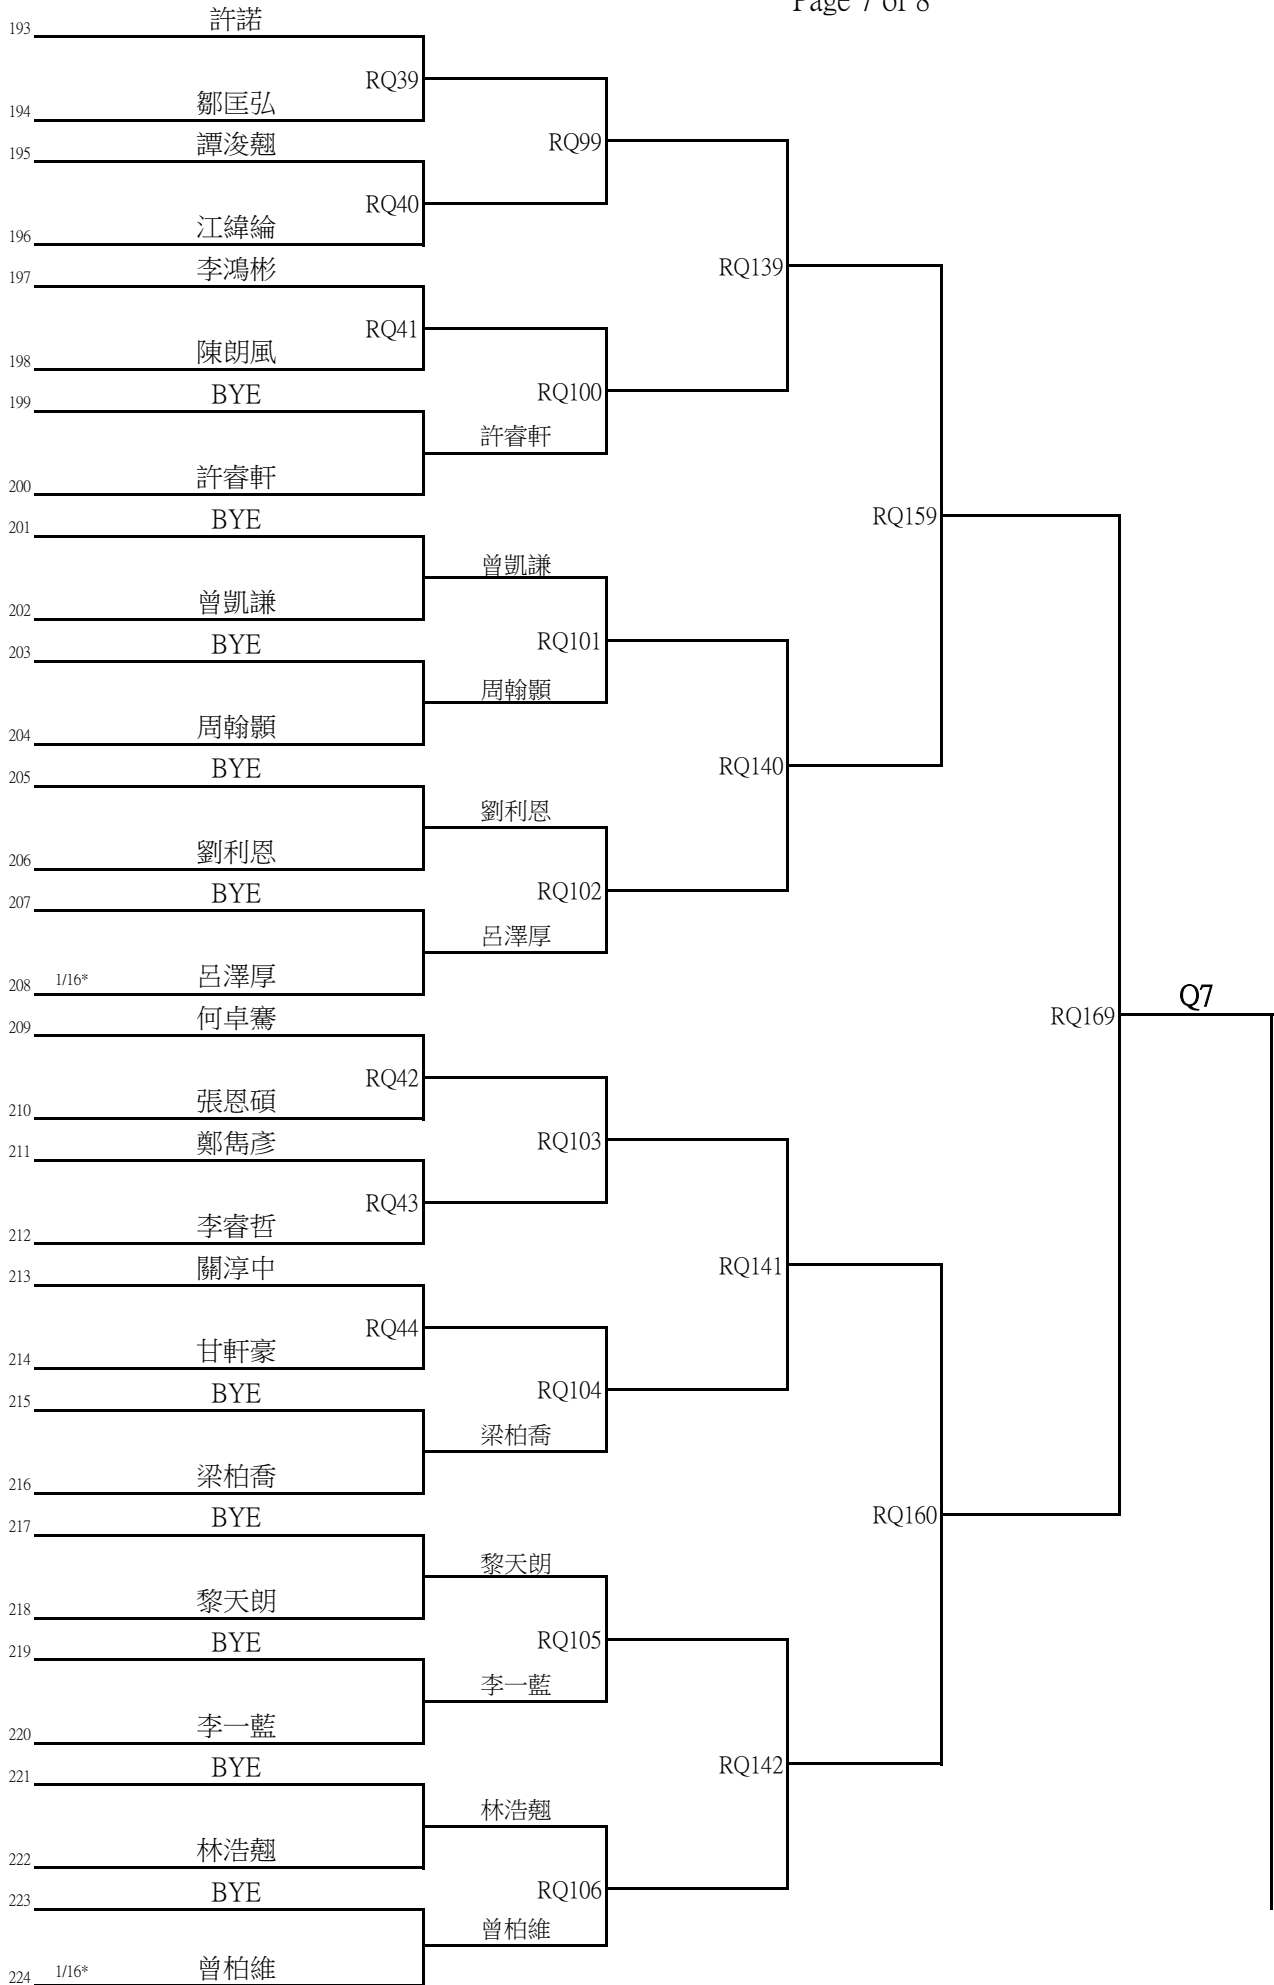 Page 7 of 8
193 許諾
RQ39
194 鄒匡弘
RQ99
195 譚浚翹
RQ40
196 江緯綸
RQ139
197 李鴻彬
RQ41
198 陳朗風
RQ100
199 BYE
許睿軒
200 許睿軒
RQ159
201 BYE
曾凱謙
202 曾凱謙
RQ101
203 BYE
周翰顥
204 周翰顥
RQ140
205 BYE
劉利恩
206 劉利恩
RQ102
207 BYE
呂澤厚
208 1/16* 呂澤厚
Q7
RQ169
209 何卓騫
RQ42
210 張恩碩
RQ103
211 鄭雋彥
RQ43
212 李睿哲
RQ141
213 關淳中
RQ44
214 甘軒豪
RQ104
215 BYE
梁柏喬
216 梁柏喬
RQ160
217 BYE
黎天朗
218 黎天朗
RQ105
219 BYE
李一藍
220 李一藍
RQ142
221 BYE
林浩翹
222 林浩翹
RQ106
223 BYE
曾柏維
224 1/16* 曾柏維